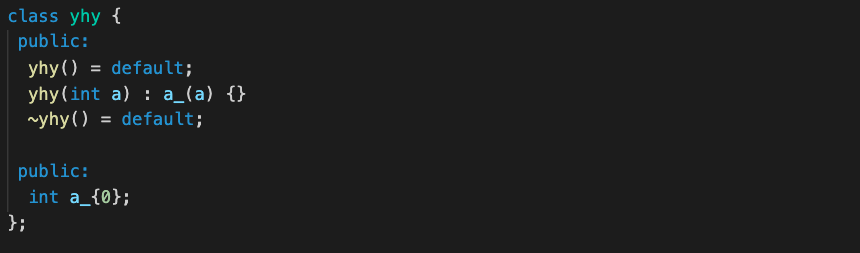 class yhy {
 public:
  yhy() = default;
  yhy(int a) : a_(a) {}
  ~yhy() = default;

 public:
  int a_{0};
};